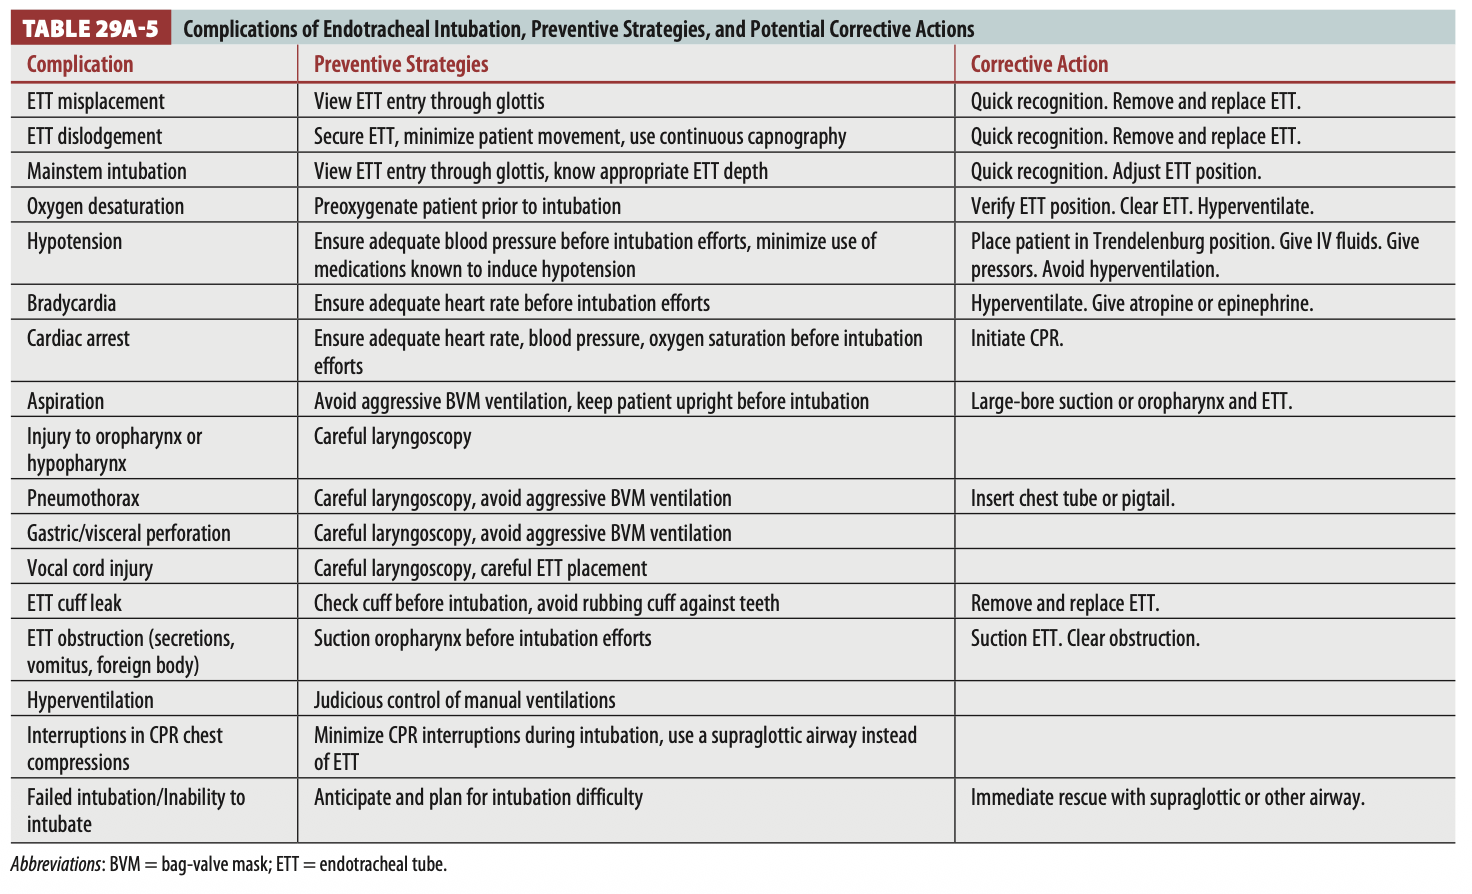 TABLE 29A-5 Complications of Endotracheal Intubation, Preventive Strategies, and Potential Corrective Actions
Complication Preventive Strategies Corrective Action
ETT misplacement View ETT entry through glottis Quick recognition. Remove and replace ETT.
ETT dislodgement Secure ETT, minimize patient movement, use continuous capnography Quick recognition. Remove and replace ETT.
Mainstem intubation View ETT entry through glottis, know appropriate ETT depth Quick recognition. Adjust ETT position.
Oxygen desaturation Preoxygenate patient prior to intubation Verify ETT position. Clear ETT. Hyperventilate.
Hypotension Ensure adequate blood pressure before intubation efforts, minimize use of Place patient in Trendelenburg position. Give IV fluids. Give
medications known to induce hypotension pressors. Avoid hyperventilation.
Bradycardia Ensure adequate heart rate before intubation efforts Hyperventilate. Give atropine or epinephrine.
Cardiac arrest Ensure adequate heart rate, blood pressure, oxygen saturation before intubation Initiate CPR.
efforts
Aspiration Avoid aggressive BVM ventilation, keep patient upright before intubation Large-bore suction or oropharynx and ETT.
Injury to oropharynx or Careful laryngoscopy
hypopharynx
Pneumothorax Careful laryngoscopy, avoid aggressive BVM ventilation Insert chest tube or pigtail.
Gastric/visceral perforation Careful laryngoscopy, avoid aggressive BVM ventilation
Vocal cord injury Careful laryngoscopy, careful ETT placement
ETT cuff leak Check cuff before intubation, avoid rubbing cuff against teeth Remove and replace ETT.
ETT obstruction (secretions, Suction oropharynx before intubation efforts Suction ETT. Clear obstruction.
vomitus, foreign body)
Hyperventilation Judicious control of manual ventilations
Interruptions in CPR chest Minimize CPR interruptions during intubation, use a supraglottic airway instead
compressions of ETT
Failed intubation/Inability to Anticipate and plan for intubation difficulty Immediate rescue with supraglottic or other airway.
intubate
Abbreviations: BVM = bag-valve mask; ETT = endotracheal tube.